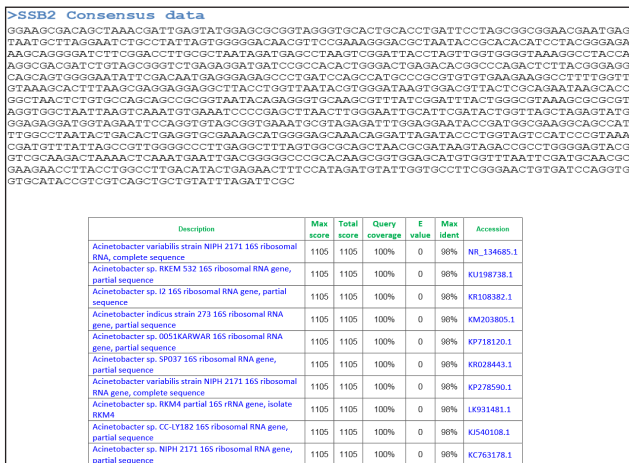 >SSB2 Consensus data
GGAAGCGACAGCTAAACGATTGAGTATGGAGCGCGGTAGGGTGCACTGCACCTGATTCCTAGCGGCGGAACGAATGAG
TAATGCTTAGGAATCTGCCTATTAGTGGGGGACAACGTTCCGAAAGGGACGCTAATACCGCACACATCCTACGGGAGA
AAGCAGGGGATCTTCGGACCTTGCGCTAATAGATGAGCCTAAGTCGGATTACCTAGTTGGTGGGGTAAAGGCCTACCA
AGGCGACGATCTGTAGCGGGTCTGAGAGGATGATCCGCCACACTGGGACTGAGACACGGCCCAGACTCTTACGGGAGG
CAGCAGTGGGGAATATTCGACAATGAGGGAGAGCCCTGATCCAGCCATGCCCGCGTGTGTGAAGAAGGCCTTTTGGTT
GTAAAGCACTTTAAGCGAGGAGGAGGCTTACCTGGTTAATACGTGGGATAAGTGGACGTTACTCGCAGAATAAGCACC
GGCTAACTCTGTGCCAGCAGCCGCGGTAATACAGAGGGTGCAAGCGTTTATCGGATTTACTGGGCGTAAAGCGCGCGT
AGGTGGCTAATTAAGTCAAATGTGAAATCCCCGAGCTTAACTTGGGAATTGCATTCGATACTGGTTAGCTAGAGTATG
GGAGAGGATGGTAGAATTCCAGGTGTAGCGGTGAAATGCGTAGAGATTTGGAGGAATACCGATGGCGAAGGCAGCCAT
TTGGCCTAATACTGACACTGAGGTGCGAAAGCATGGGGAGCAAACAGGATTAGATACCCTGGTAGTCCATCCCGTAAA
CGATGTTTATTAGCCGTTGGGGCCCTTGAGGCTTTAGTGGCGCAGCTAACGCGATAAGTAGACCGCCTGGGGAGTACG
GTCGCAAGACTAAAACTCAAATGAATTGACGGGGGCCCGCACAAGCGGTGGAGCATGTGGTTTAATTCGATGCAACGC
GAAGAACCTTACCTGGCCTTGACATACTGAGAACTTTCCATAGATGTATTGGTGCCTTCGGGAACTGTGATCCAGGTG
GTGCATACCGTCGTCAGCTGCTGTATTTAGATTCGC
Description Max score Total score Query coverage E value Max ident Accession
Acinetobacter variabilis strain NIPH 2171 16S ribosomal
RNA, complete sequence 1105 1105 100% 0 98% NR_134685.1
Acinetobacter sp. RKEM 532 16S ribosomal RNA gene,
partial sequence 1105 1105 100% 0 98% KU198738.1
Acinetobacter sp. I2 16S ribosomal RNA gene, partial
sequence 1105 1105 100% 0 98% KR108382.1
Acinetobacter indicus strain 273 16S ribosomal RNA
gene, partial sequence 1105 1105 100% 0 98% KM203805.1
Acinetobacter sp. 0051KARWAR 16S ribosomal RNA
gene, partial sequence 1105 1105 100% 0 98% KP718120.1
Acinetobacter sp. SP037 16S ribosomal RNA gene,
partial sequence 1105 1105 100% 0 98% KR028443.1
Acinetobacter variabilis strain NIPH 2171 16S ribosomal
RNA gene, complete sequence 1105 1105 100% 0 98% KP278590.1
Acinetobacter sp. RKM4 partial 16S rRNA gene, isolate
RKM4 1105 1105 100% 0 98% LK931481.1
Acinetobacter sp. CC-LY182 16S ribosomal RNA gene,
partial sequence 1105 1105 100% 0 98% KJ540108.1
Acinetobacter sp. NIPH 2171 16S ribosomal RNA gene,
partial sequence 1105 1105 100% 0 98% KC763178.1